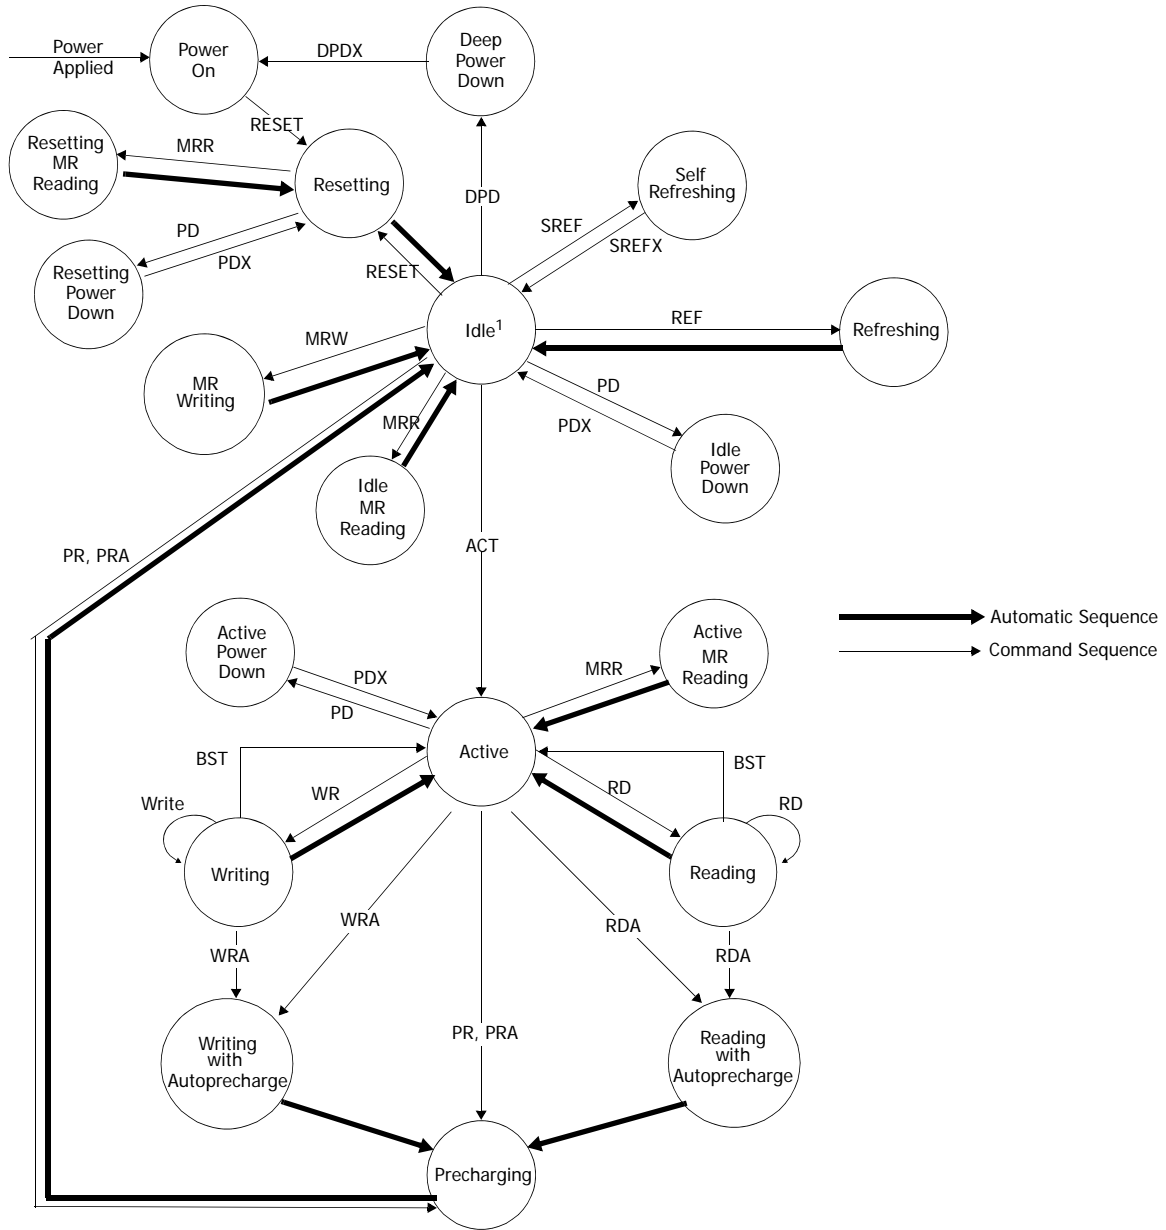 Power
Applied
Power
On
DPDX
Deep
Power
Down
RESET
Resetting
MR
Reading
MRR
Resetting
DPD
Self
Refreshing
SREF
SREFX
PD
PDX
Resetting
Power
Down
RESET
Idle1
REF
Refreshing
MRW
MR
Writing
MRR
PD
PDX
Idle
Power
Down
Idle
MR
Reading
PR, PRA
ACT
Automatic Sequence
Command Sequence
Active
Power
Down
PDX
PD
MRR
Active
MR
Reading
Active
BST
BST
Write
WR
RD
RD
Writing
Reading
WRA
WRA
RDA
RDA
Writing
with
Autoprecharge
PR, PRA
Reading
with
Autoprecharge
Precharging